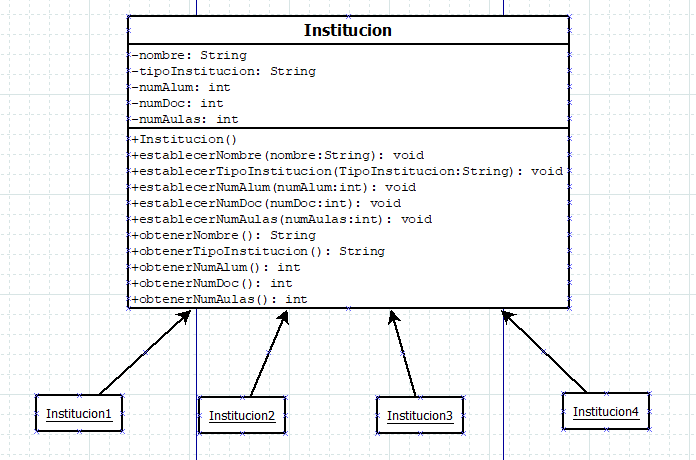 Institucion
-nombre: String
-tipoInstitucion: String
-numAlum: int
-numDoc: int
-numAulas: int
+Institucion()
+establecerNombre(nombre:String): void
+establecerTipoInstitucion(TipoInstitucion:String): void
+establecerNumAlum(numAlum:int): void
+establecerNumDoc(numDoc:int): void
+establecerNumAulas(numAulas:int): void
+obtenerNombre(): String
+obtenerTipoInstitucion(): String
+obtenerNumAlum(): int
+obtenerNumDoc(): int
+obtenerNumAulas(): int
Institucion1
Institucion2
Institucion3
Institucion4